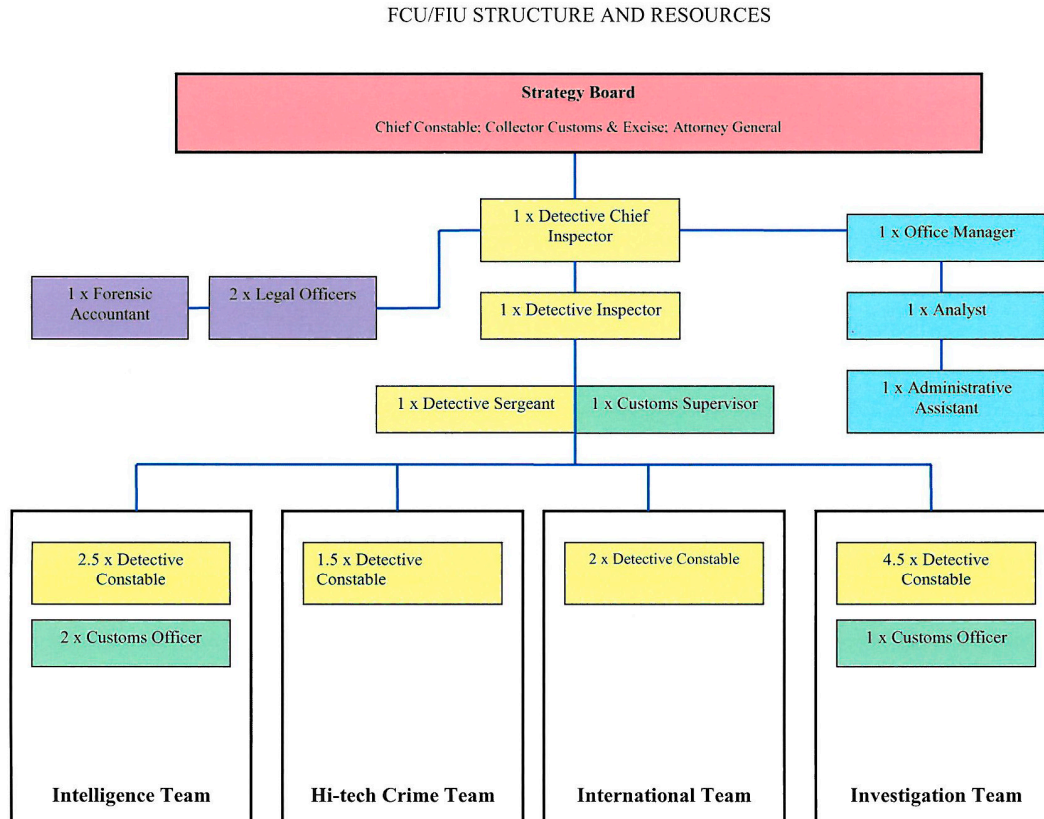 FCU/FIU STRUCTURE AND RESOURCES
Strategy Board
Chief Constable; Collector Customs & Excise; Attorney General
1 x Detective Chief
Inspector
1 x Office Manager
1 x Forensic
Accountant
2 x Legal Officers
1 x Detective Inspector
1 x Analyst
1 x Detective Sergeant
1 x Customs Supervisor
1 x Administrative
Assistant
2.5 x Detective
Constable
2 x Customs Officer
Intelligence Team
1.5 x Detective
Constable
Hi-tech Crime Team
2 x Detective Constable
International Team
4.5 x Detective
Constable
1 x Customs Officer
Investigation Team